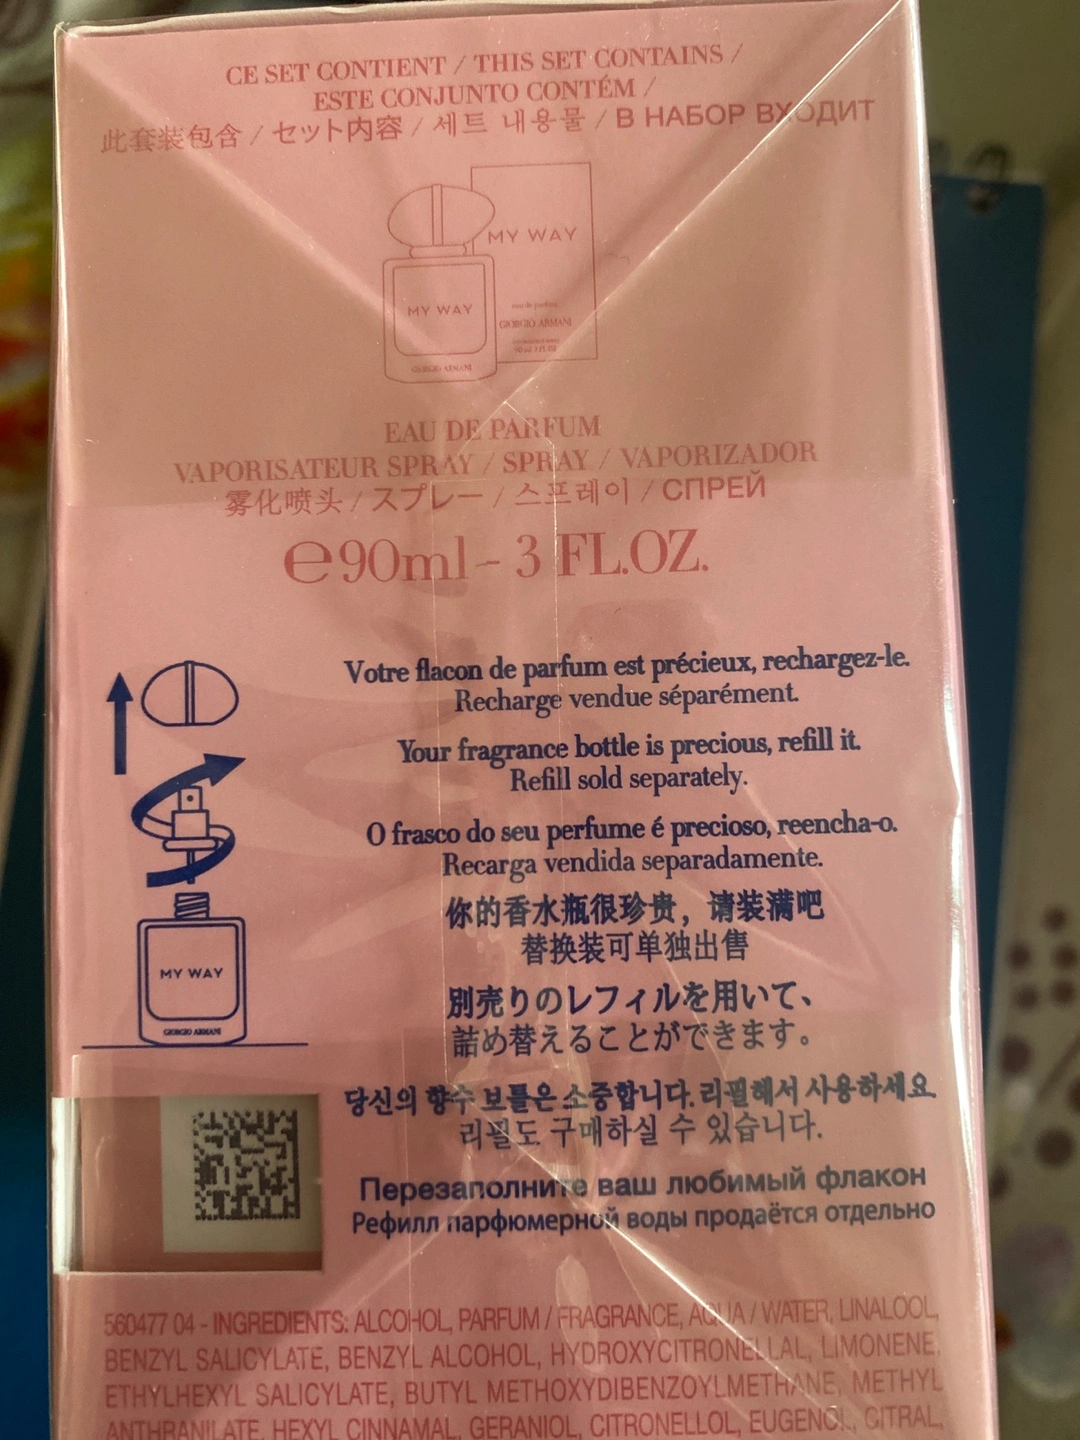 CE SET CONTIENT / THIS SET CONTAINS /
ESTE CONJUNTO CONTÉM /
此套装包含 / セット内容 / 세트 내용물 / В НАБОР ВХОДИТ
MY WAY
MY WAY
eau de parfum
GIORGIO ARMANI
90 ml 3 FL.OZ.
GIORGIO ARMANI
EAU DE PARFUM
VAPORISATEUR SPRAY / SPRAY / VAPORIZADOR
雾化喷头 / スプレー / 스프레이 / СПРЕЙ
℮90ml - 3 FL.OZ.
Votre flacon de parfum est précieux, rechargez-le.
Recharge vendue séparément.
Your fragrance bottle is precious, refill it.
Refill sold separately.
O frasco do seu perfume é precioso, reencha-o.
Recarga vendida separadamente.
你的香水瓶很珍贵，请装满吧
替换装可单独出售
MY WAY
GIORGIO ARMANI
別売りのレフィルを用いて、
詰め替えることができます。
당신의 향수 보틀은 소중합니다. 리필해서 사용하세요.
리필도 구매하실 수 있습니다.
Перезаполните ваш любимый флакон
Рефилл парфюмерной воды продаётся отдельно
560477 04 - INGREDIENTS: ALCOHOL, PARFUM / FRAGRANCE, AQUA / WATER, LINALOOL,
BENZYL SALICYLATE, BENZYL ALCOHOL, HYDROXYCITRONELLAL, LIMONENE,
ETHYLHEXYL SALICYLATE, BUTYL METHOXYDIBENZOYLMETHANE, METHYL
ANTHRANILATE, HEXYL CINNAMAL, GERANIOL, CITRONELLOL, EUGENOL, CITRAL,